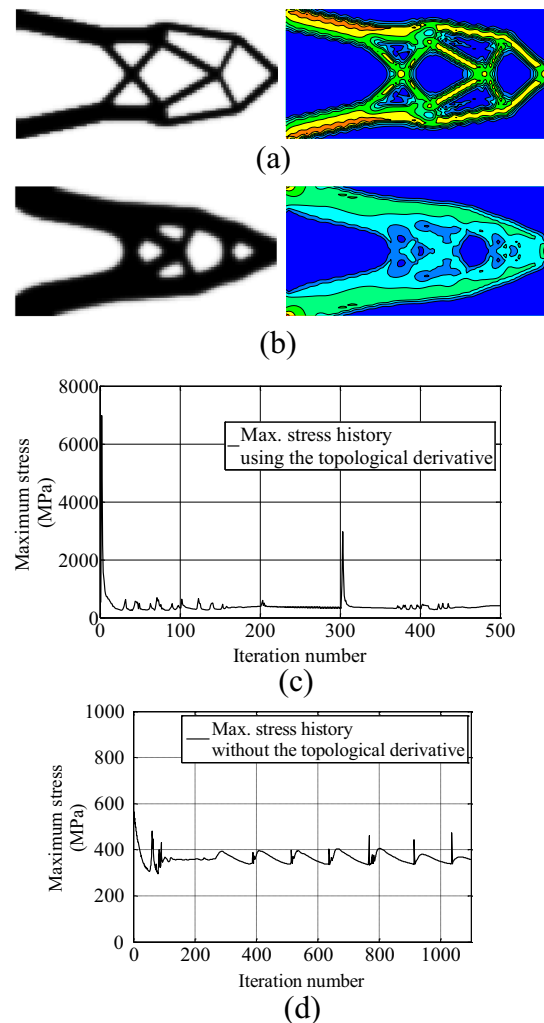 (a)
(b)
8000
6000
4000
2000
0
Maximum stress
(MPa)
Max. stress history
using the topological derivative
0 100 200 300 400 500
Iteration number
(c)
1000
800
600
400
200
0
Maximum stress
(MPa)
Max. stress history
without the topological derivative
0 200 400 600 800 1000
Iteration number
(d)